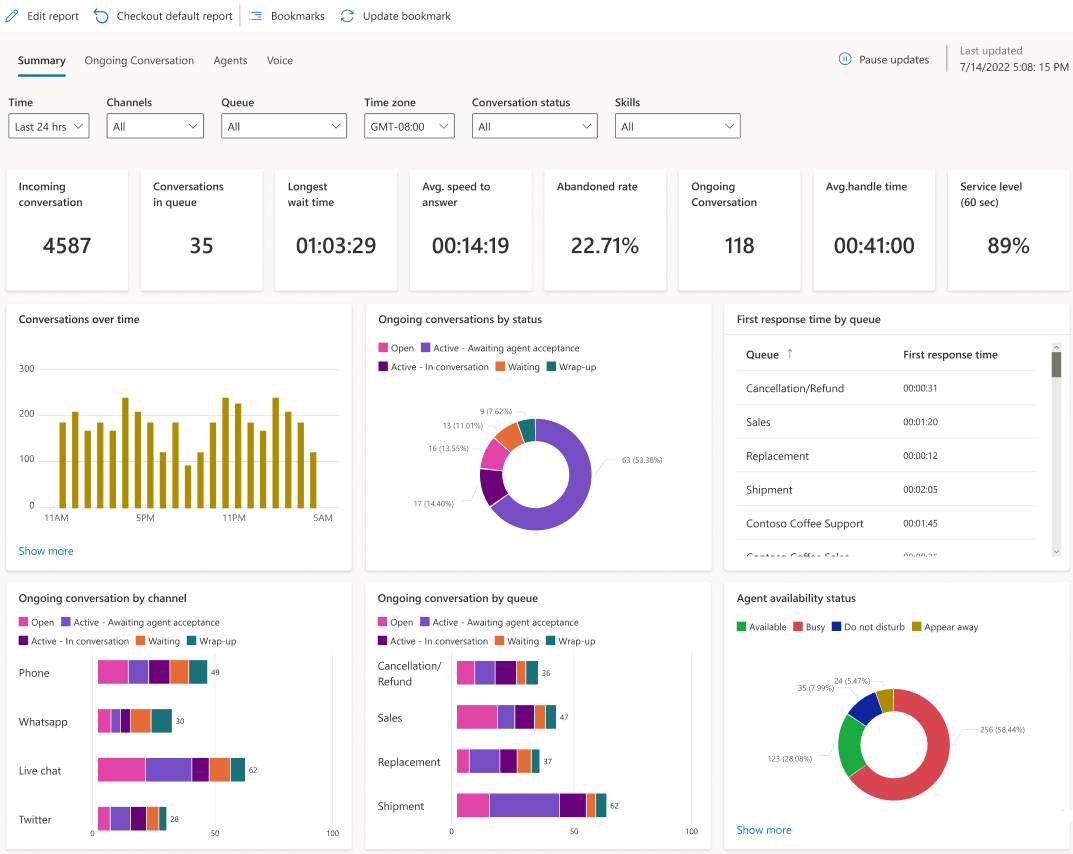 Edit report
Checkout default report
Bookmarks
Update bookmark
Summary
Ongoing Conversation
Agents
Voice
Pause updates
Last updated
7/14/2022 5:08: 15 PM
Time
Channels
Queue
Time zone
Conversation status
Skills
Last 24 hrs
All
All
GMT-08:00
All
All
Incoming
conversation
4587
Conversations
in queue
35
Longest
wait time
01:03:29
Avg. speed to
answer
00:14:19
Abandoned rate
22.71%
Ongoing
Conversation
118
Avg.handle time
00:41:00
Service level
(60 sec)
89%
Conversations over time
300
200
100
0
11AM
5PM
11PM
5AM
Show more
Ongoing conversations by status
Open
Active - Awaiting agent acceptance
Active - In conversation
Waiting
Wrap-up
9 (7.62%)
13 (11.01%)
16 (13.55%)
17 (14.40%)
63 (53.38%)
First response time by queue
Queue ↑
First response time
Cancellation/Refund
00:00:31
Sales
00:01:20
Replacement
00:00:12
Shipment
00:02:05
Contoso Coffee Support
00:01:45
Contoso Coffee Sales
Ongoing conversation by channel
Open
Active - Awaiting agent acceptance
Active - In conversation
Waiting
Wrap-up
Phone
49
Whatsapp
30
Live chat
62
Twitter
28
0
50
100
Ongoing conversation by queue
Open
Active - Awaiting agent acceptance
Active - In conversation
Waiting
Wrap-up
Cancellation/
Refund
36
Sales
47
Replacement
37
Shipment
62
0
50
100
Agent availability status
Available
Busy
Do not disturb
Appear away
24 (5.47%)
35 (7.99%)
123 (28.08%)
256 (58.44%)
Show more